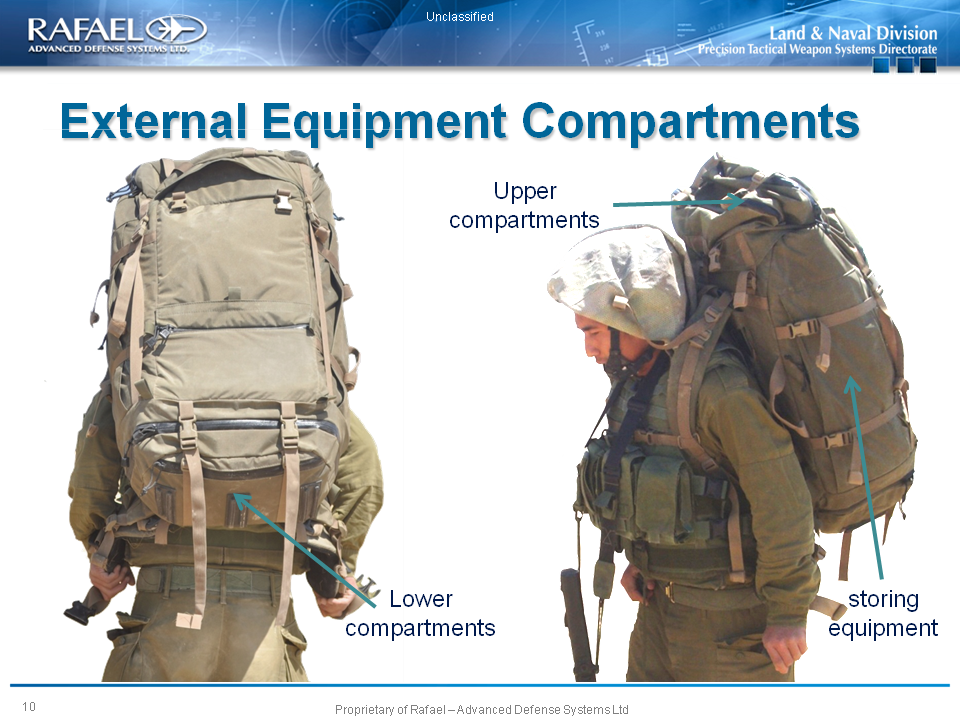 Unclassified
RAFAEL
ADVANCED DEFENSE SYSTEMS LTD.
Land & Naval Division
Precision Tactical Weapon Systems Directorate
External Equipment Compartments
Upper
compartments
Lower
compartments
storing
equipment
10
Proprietary of Rafael – Advanced Defense Systems Ltd